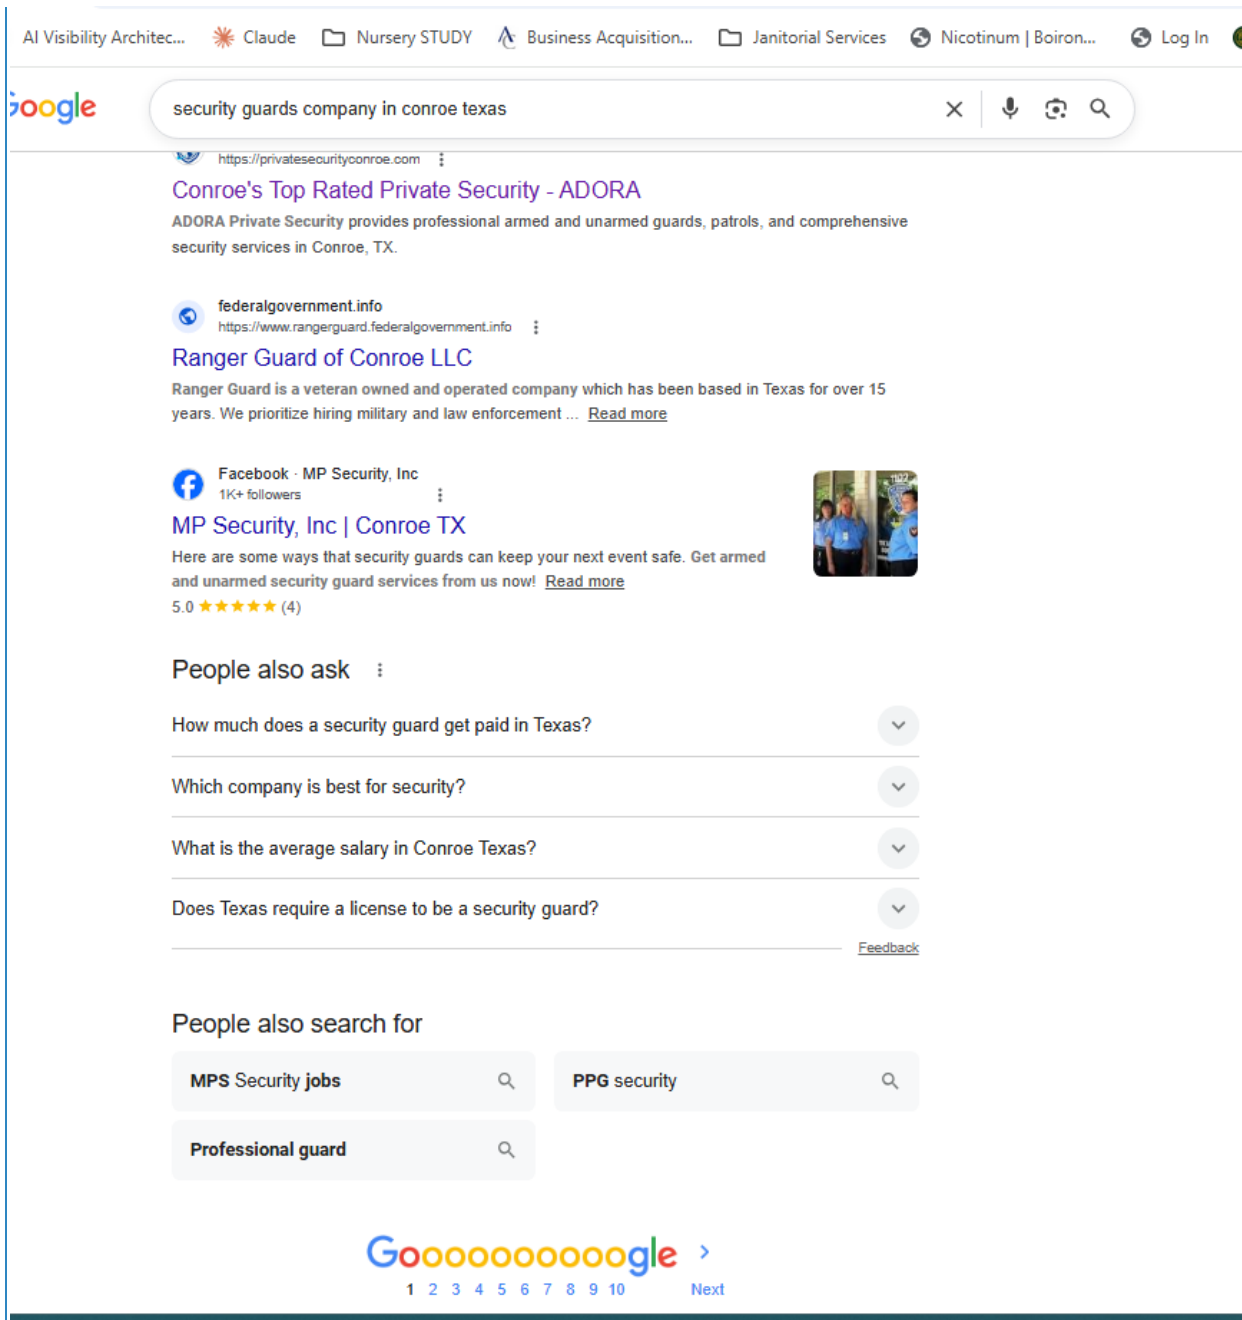 AI Visibility Architec... Claude Nursery STUDY Business Acquisition... Janitorial Services Nicotinum | Boiron... Log In
Google security guards company in conroe texas
https://privatesecurityconroe.com
Conroe's Top Rated Private Security - ADORA
ADORA Private Security provides professional armed and unarmed guards, patrols, and comprehensive
security services in Conroe, TX.
federalgovernment.info
https://www.rangerguard.federalgovernment.info
Ranger Guard of Conroe LLC
Ranger Guard is a veteran owned and operated company which has been based in Texas for over 15
years. We prioritize hiring military and law enforcement ... Read more
Facebook · MP Security, Inc
1K+ followers
MP Security, Inc | Conroe TX
Here are some ways that security guards can keep your next event safe. Get armed
and unarmed security guard services from us now! Read more
5.0 ★★★★★ (4)
1102
People also ask
How much does a security guard get paid in Texas?
Which company is best for security?
What is the average salary in Conroe Texas?
Does Texas require a license to be a security guard?
Feedback
People also search for
MPS Security jobs
PPG security
Professional guard
Goooooooooogle
1 2 3 4 5 6 7 8 9 10 Next